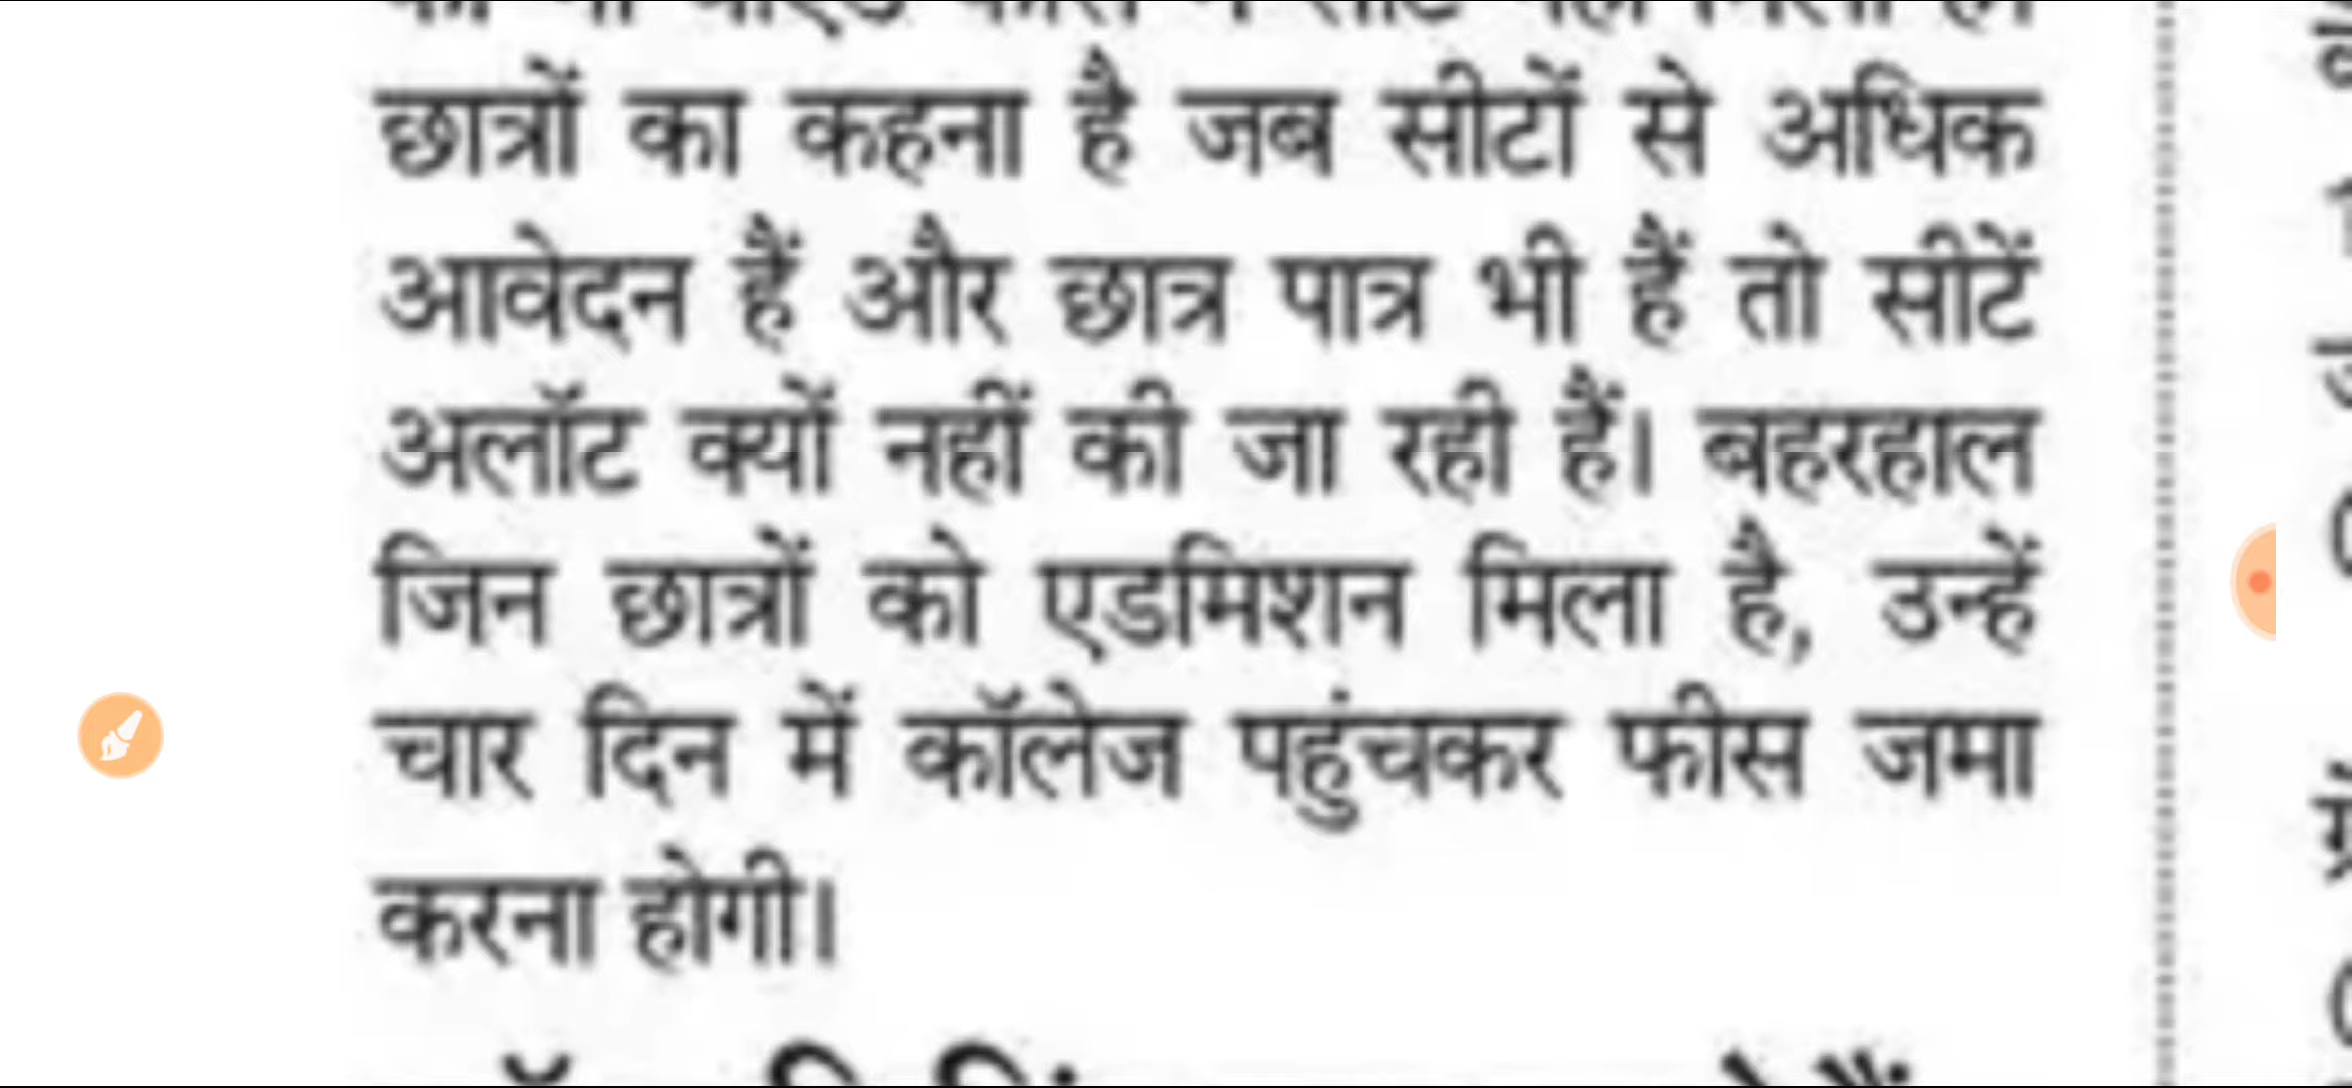 छात्रों का कहना है जब सीटों से अधिक
आवेदन हैं और छात्र पात्र भी हैं तो सीटें
अलॉट क्यों नहीं की जा रही हैं। बहरहाल
जिन छात्रों को एडमिशन मिला है, उन्हें
चार दिन में कॉलेज पहुंचकर फीस जमा
करना होगी।